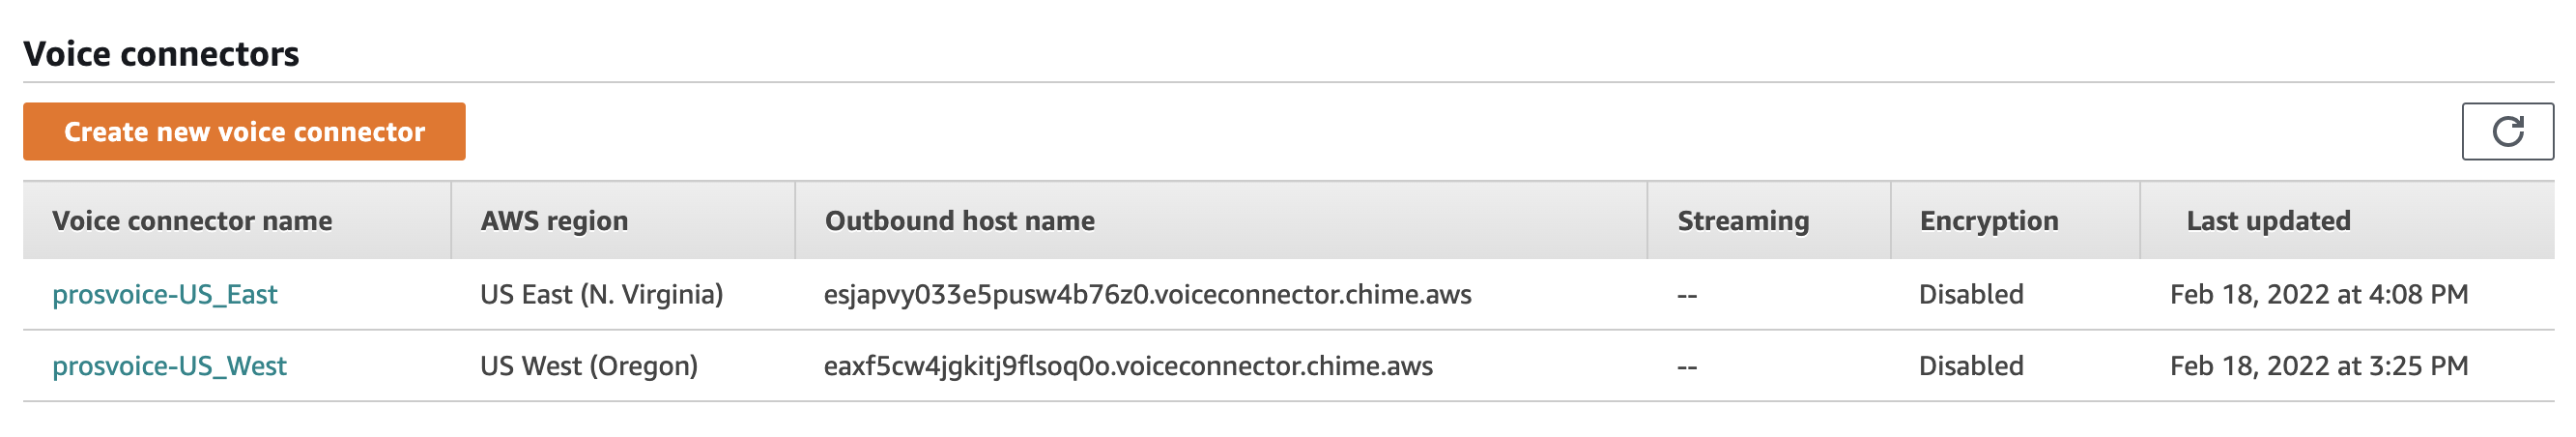 Voice connectors
Create new voice connector
Voice connector name AWS region Outbound host name Streaming Encryption Last updated
prosvoice-US_East US East (N. Virginia) esjapvy033e5pusw4b76z0.voiceconnector.chime.aws -- Disabled Feb 18, 2022 at 4:08 PM
prosvoice-US_West US West (Oregon) eaxf5cw4jgkitj9flsoq0o.voiceconnector.chime.aws -- Disabled Feb 18, 2022 at 3:25 PM